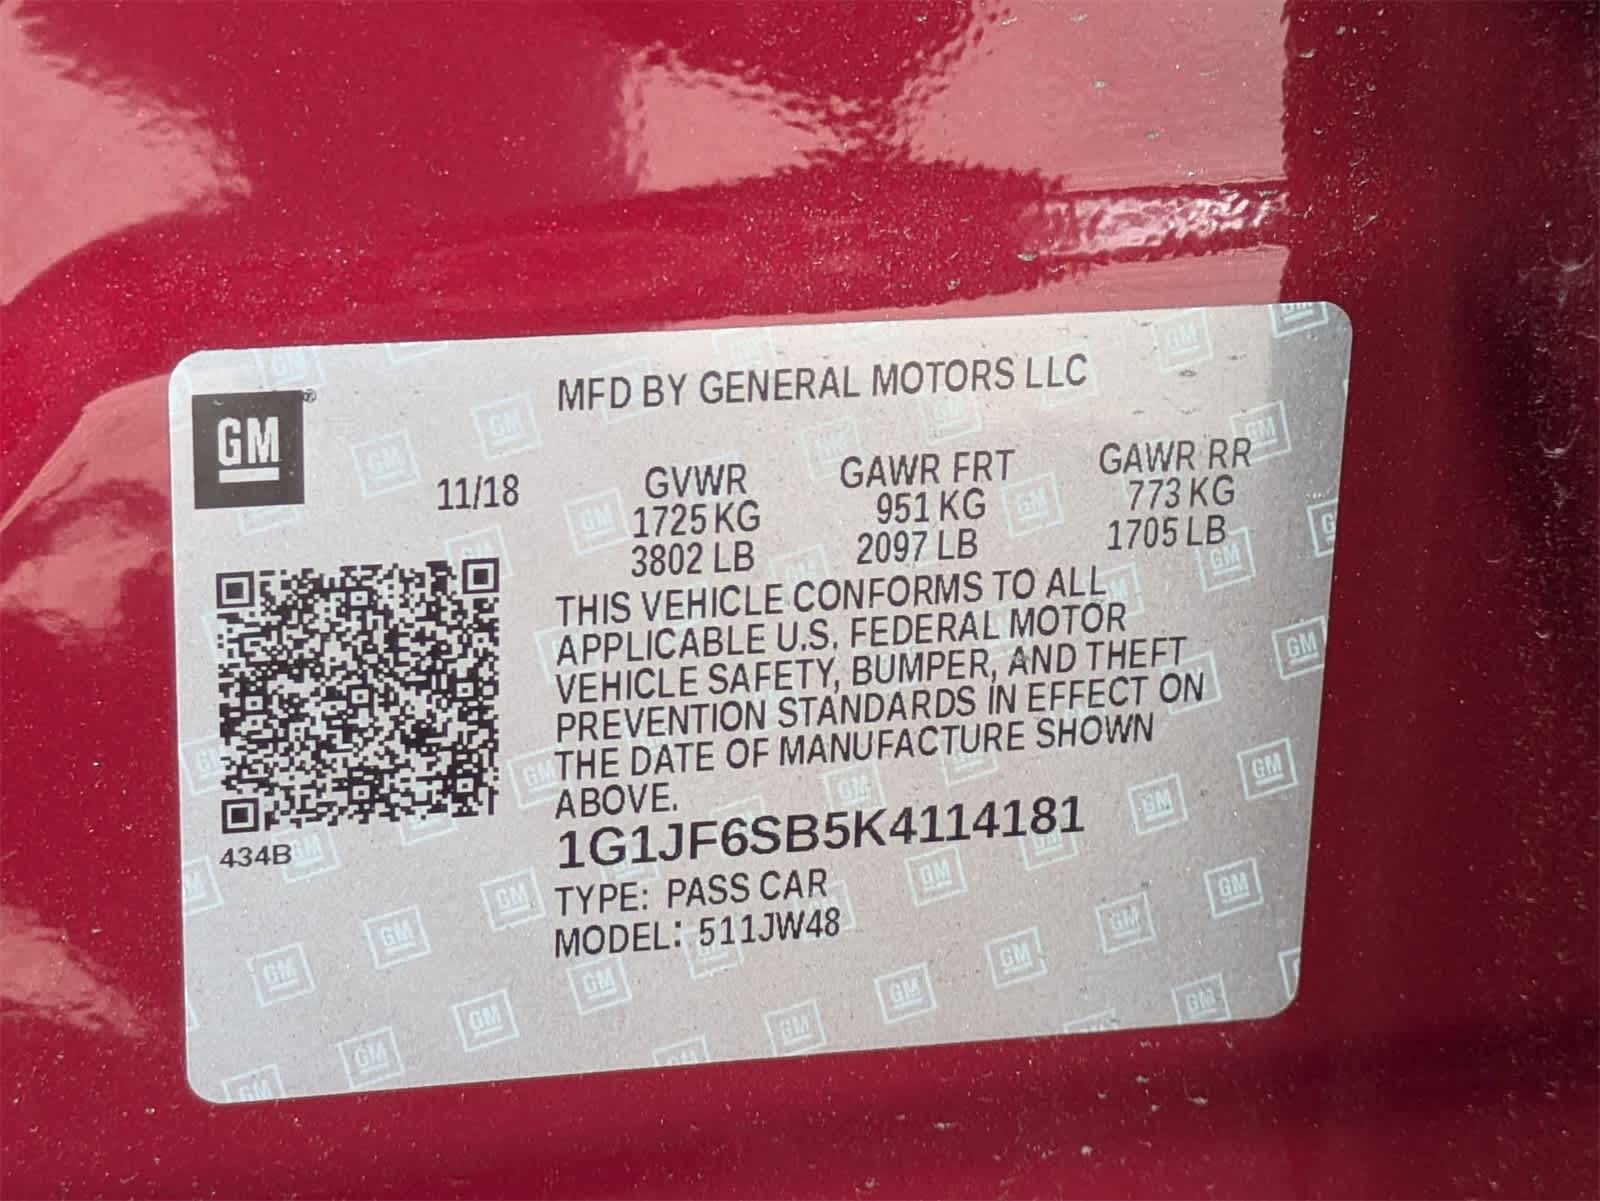 GM
MFD BY GENERAL MOTORS LLC
11/18
GVWR
1725 KG
3802 LB
GAWR FRT
951 KG
2097 LB
GAWR RR
773 KG
1705 LB
THIS VEHICLE CONFORMS TO ALL
APPLICABLE U.S. FEDERAL MOTOR
VEHICLE SAFETY, BUMPER, AND THEFT
PREVENTION STANDARDS IN EFFECT ON
THE DATE OF MANUFACTURE SHOWN
ABOVE.
434B
1G1JF6SB5K4114181
TYPE: PASS CAR
MODEL: 511JW48